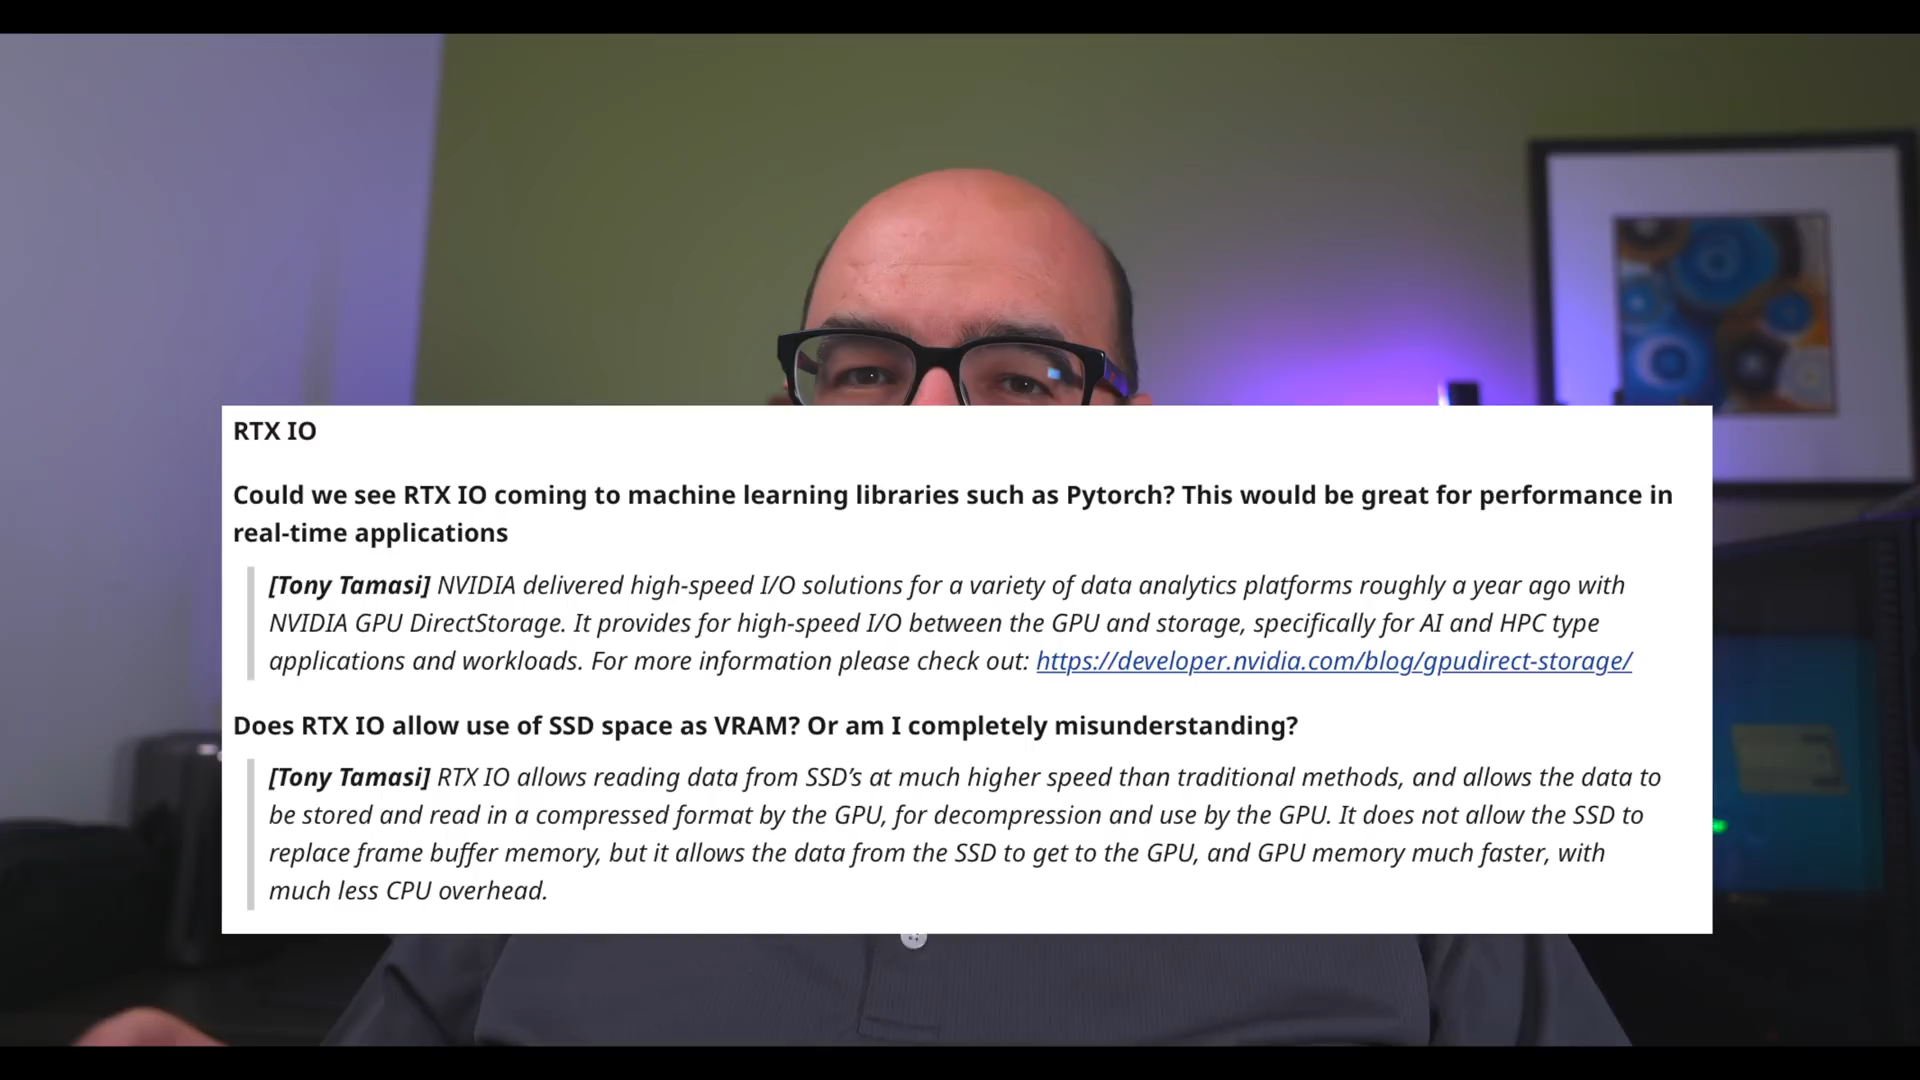 RTX IO
Could we see RTX IO coming to machine learning libraries such as Pytorch? This would be great for performance in
real-time applications
[Tony Tamasi] NVIDIA delivered high-speed I/O solutions for a variety of data analytics platforms roughly a year ago with
NVIDIA GPU DirectStorage. It provides for high-speed I/O between the GPU and storage, specifically for AI and HPC type
applications and workloads. For more information please check out: https://developer.nvidia.com/blog/gpudirect-storage/
Does RTX IO allow use of SSD space as VRAM? Or am I completely misunderstanding?
[Tony Tamasi] RTX IO allows reading data from SSD’s at much higher speed than traditional methods, and allows the data to
be stored and read in a compressed format by the GPU, for decompression and use by the GPU. It does not allow the SSD to
replace frame buffer memory, but it allows the data from the SSD to get to the GPU, and GPU memory much faster, with
much less CPU overhead.